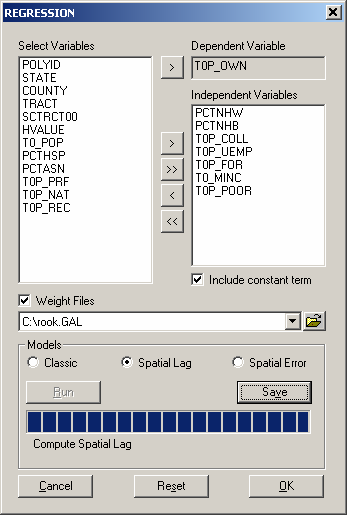 REGRESSION
Select Variables
POLYID
STATE
COUNTY
TRACT
SCTRCT00
HVALUE
T0_POP
PCTHSP
PCTASN
T0P_PRF
T0P_NAT
T0P_REC
>
Dependent Variable
T0P_OWN
Independent Variables
PCTNHW
PCTNHB
T0P_COLL
T0P_UEMP
T0P_FOR
T0_MINC
T0P_POOR
>
>>
<
<<
Include constant term
Weight Files
C:\rook.GAL
Models
Classic
Spatial Lag
Spatial Error
Run
Save
Compute Spatial Lag
Cancel
Reset
OK